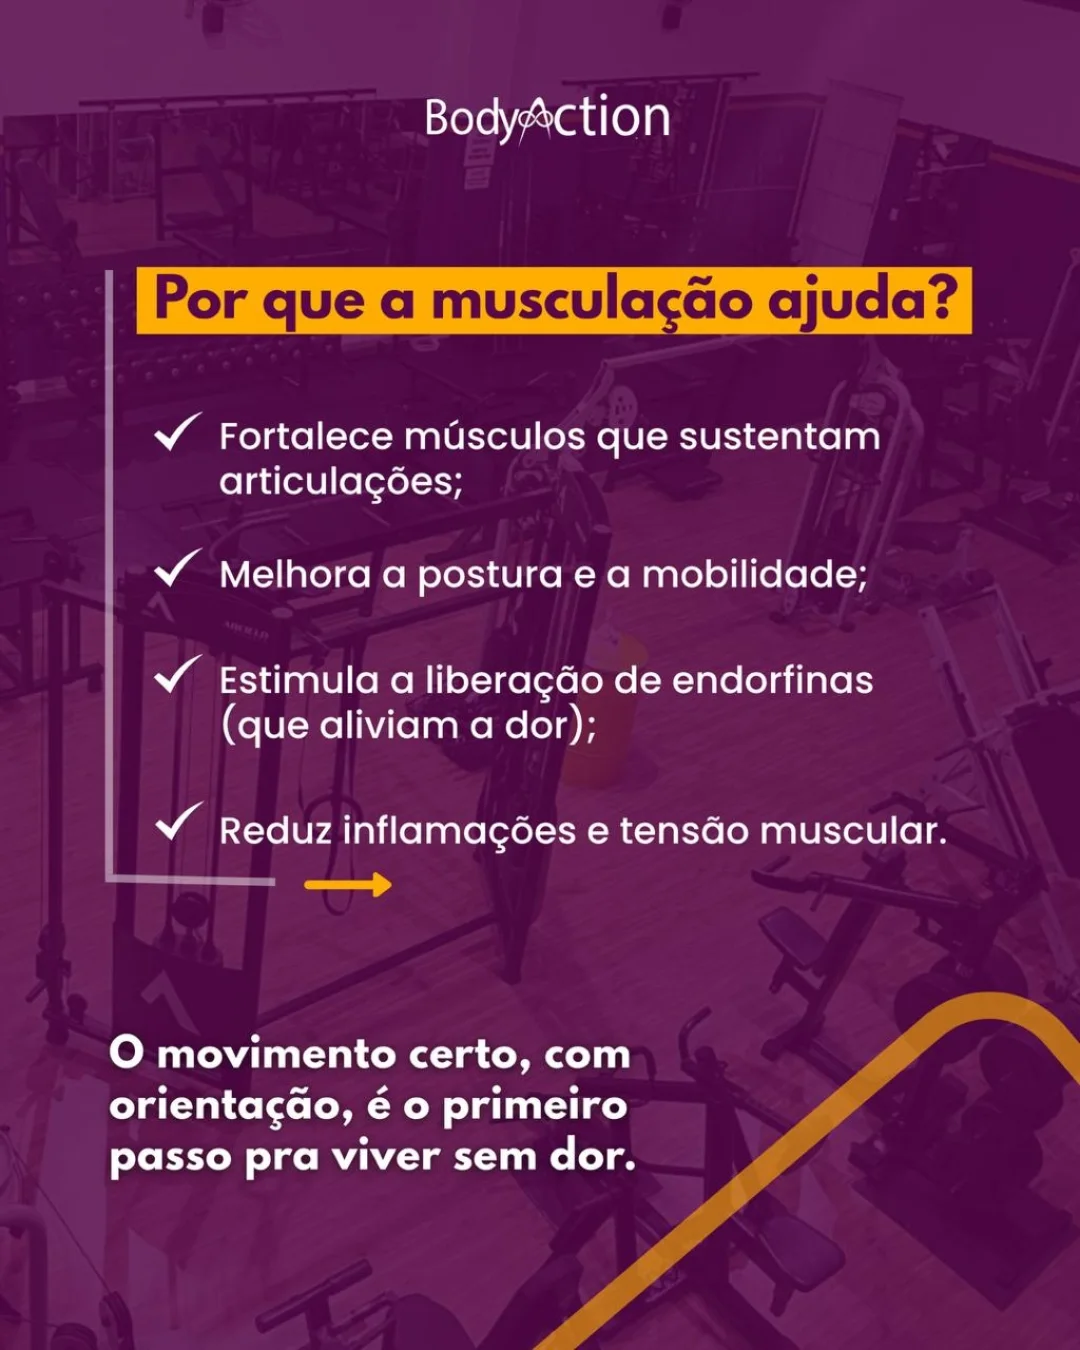 BodyAction
Por que a musculação ajuda?
Fortalece músculos que sustentam
articulações;
Melhora a postura e a mobilidade;
Estimula a liberação de endorfinas
(que aliviam a dor);
Reduz inflamações e tensão muscular.
O movimento certo, com
orientação, é o primeiro
passo pra viver sem dor.